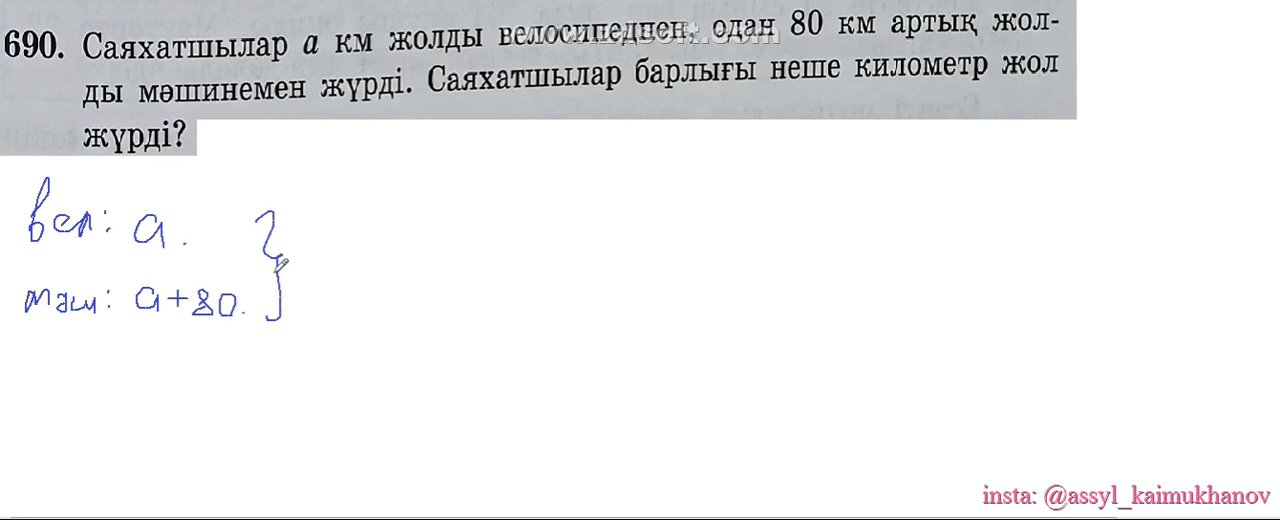 690. Саяхатшылар a км жолды велосипедпен, одан 80 км артық жол-
ды мәшинемен жүрді. Саяхатшылар барлығы неше километр жол
жүрді?
вел: a.
мәш: a+80.
insta: @assyl_kaimukhanov